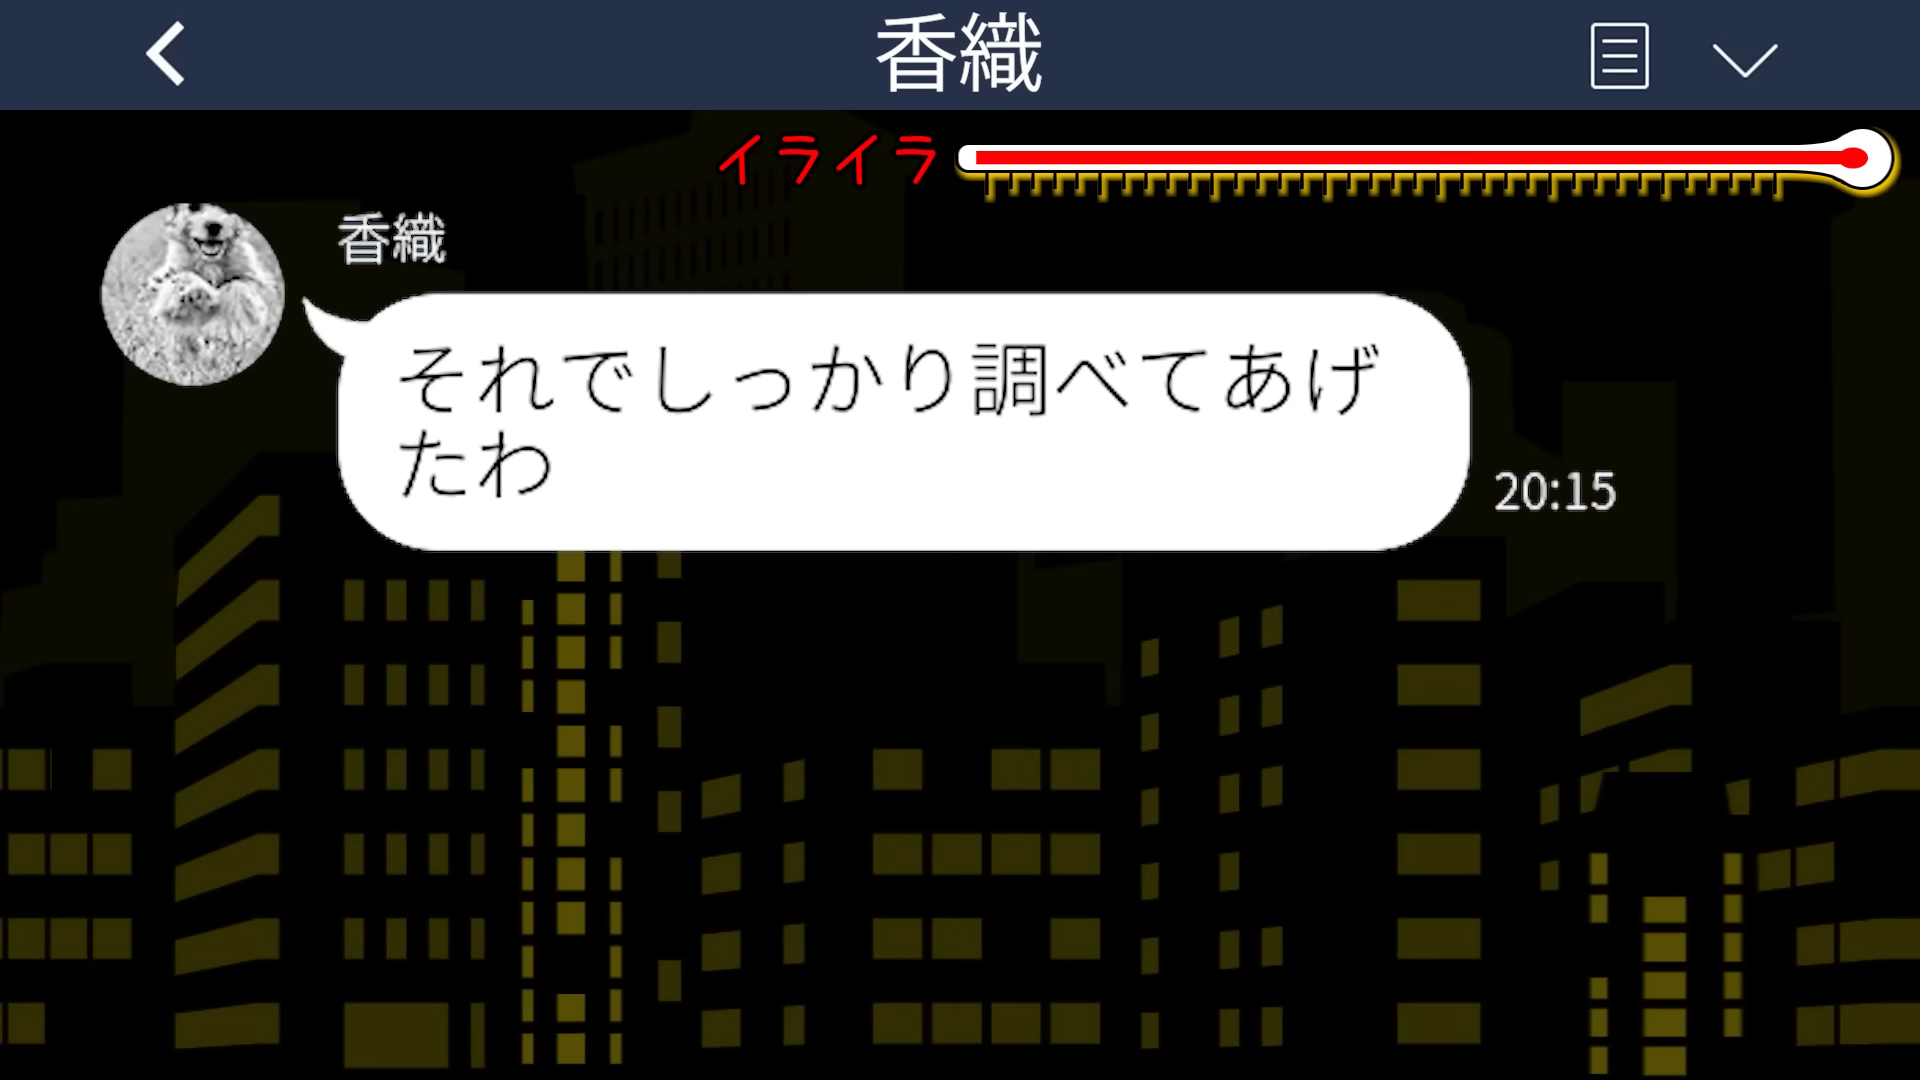 香織
イライラ
香織
それでしっかり調べてあげ
たわ
20:15